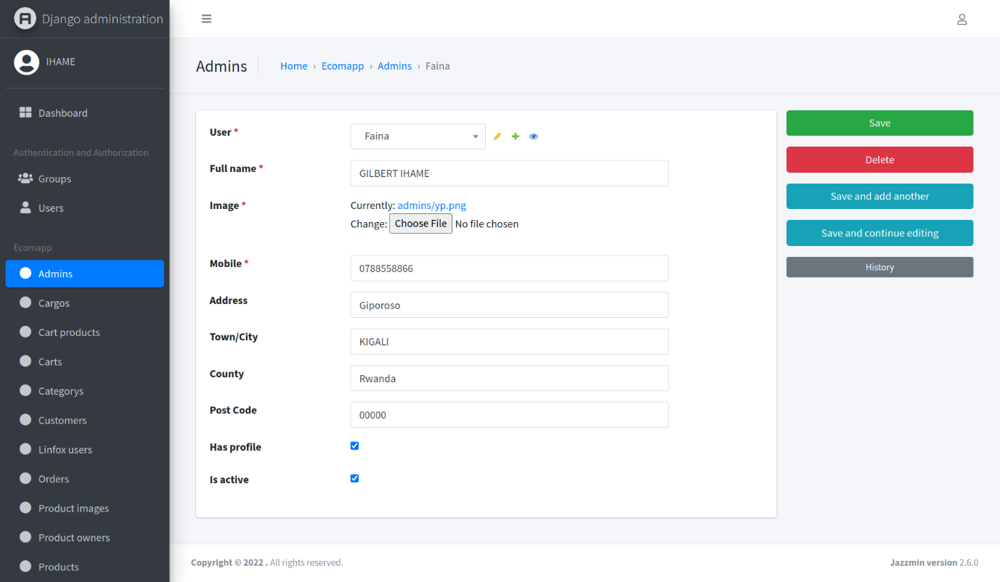 Django administration
IHAME
Dashboard
Authentication and Authorization
Groups
Users
Ecomapp
Admins
Cargos
Cart products
Carts
Categorys
Customers
Linfox users
Orders
Product images
Product owners
Products
Admins
Home › Ecomapp › Admins › Faina
User * Faina
Full name * GILBERT IHAME
Image * Currently: admins/yp.png
Change: Choose File No file chosen
Mobile * 0788558866
Address Giporoso
Town/City KIGALI
County Rwanda
Post Code 00000
Has profile
Is active
Save
Delete
Save and add another
Save and continue editing
History
Copyright © 2022 . All rights reserved.
Jazzmin version 2.6.0